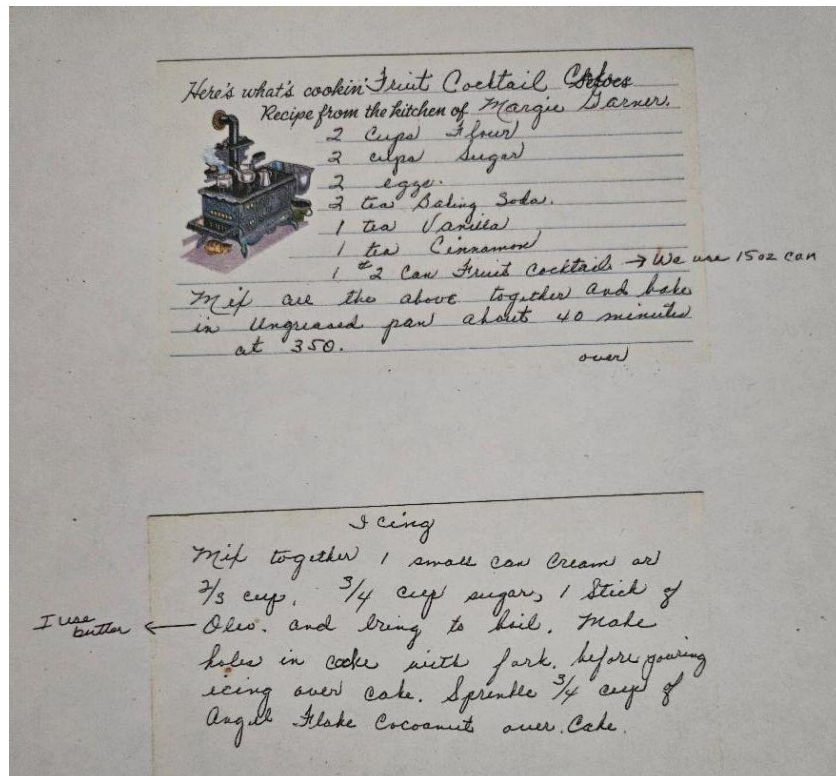 Here's what's cookin' Fruit Cocktail Cake
Recipe from the kitchen of Margie Garner.
2 Cups Flour
2 cups Sugar
2 eggs.
2 tea Baking Soda.
1 tea Vanilla
1 tea Cinnamon
1 #2 Can Fruit Cocktail → We use 15oz can
Mix all the above together and bake
in Ungreased pan about 40 minutes
at 350.
over
Icing
Mix together 1 small can Cream or
2/3 cup, 3/4 cup sugar, 1 Stick of
I use butter ← Oleo. and bring to boil. Make
holes in cake with fork, before pouring
icing over cake. Sprinkle 3/4 cup of
Angel Flake Cocoanut over Cake.